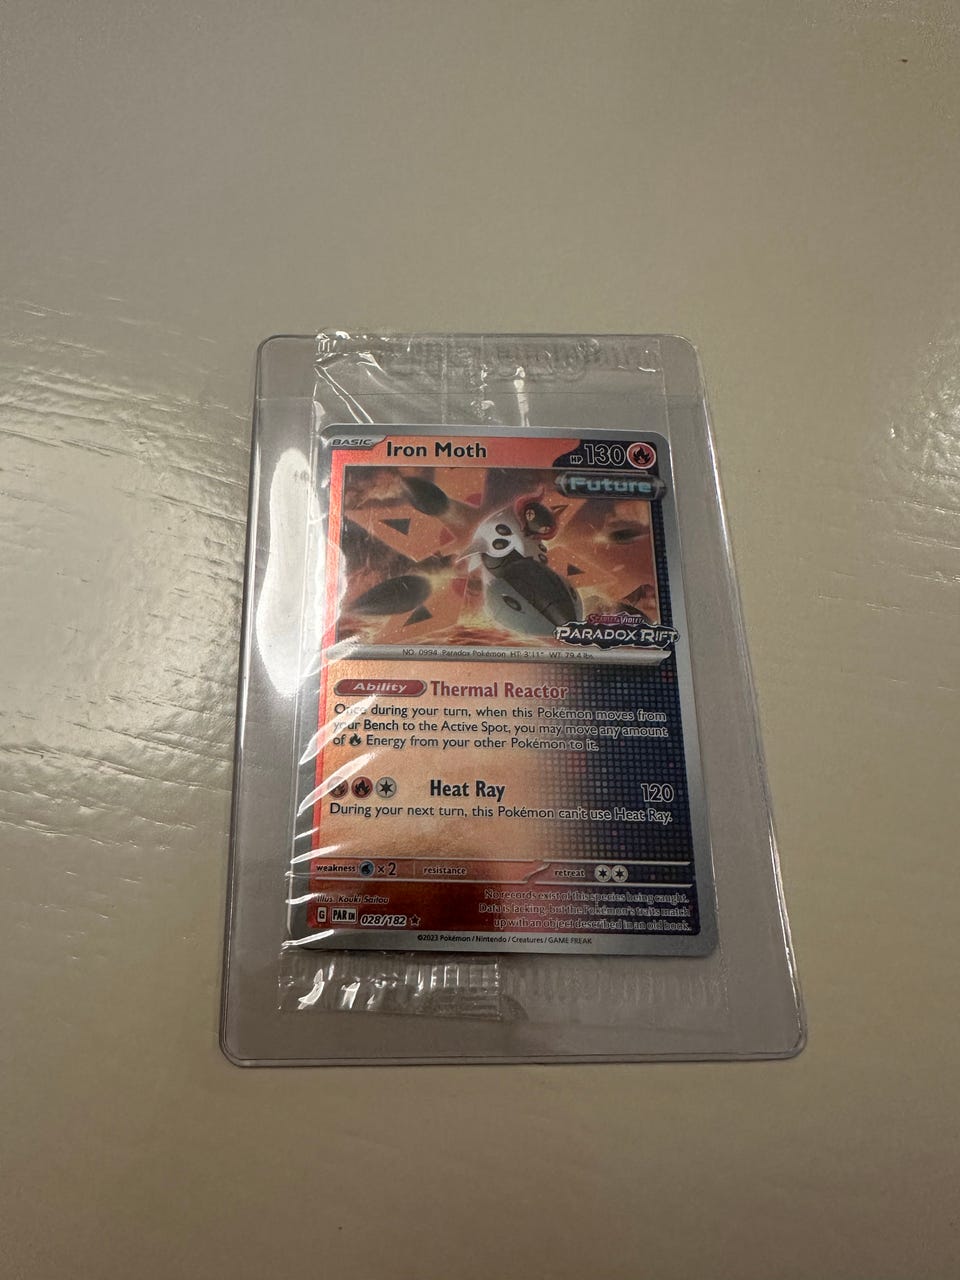 BASIC Iron Moth HP 130
Future
SCARLET & VIOLET
PARADOX RIFT
NO. 0994 Paradox Pokémon HT: 3'11" WT: 79.4 lbs.
Ability Thermal Reactor
Once during your turn, when this Pokémon moves from
your Bench to the Active Spot, you may move any amount
of Energy from your other Pokémon to it.
Heat Ray 120
During your next turn, this Pokémon can't use Heat Ray.
weakness ×2 resistance retreat
Illus. Kouki Saitou
No records exist of this species being caught.
Data is lacking, but the Pokémon's traits match
up with an object described in an old book.
G PAR EN 028/182 ★
©2023 Pokémon / Nintendo / Creatures / GAME FREAK